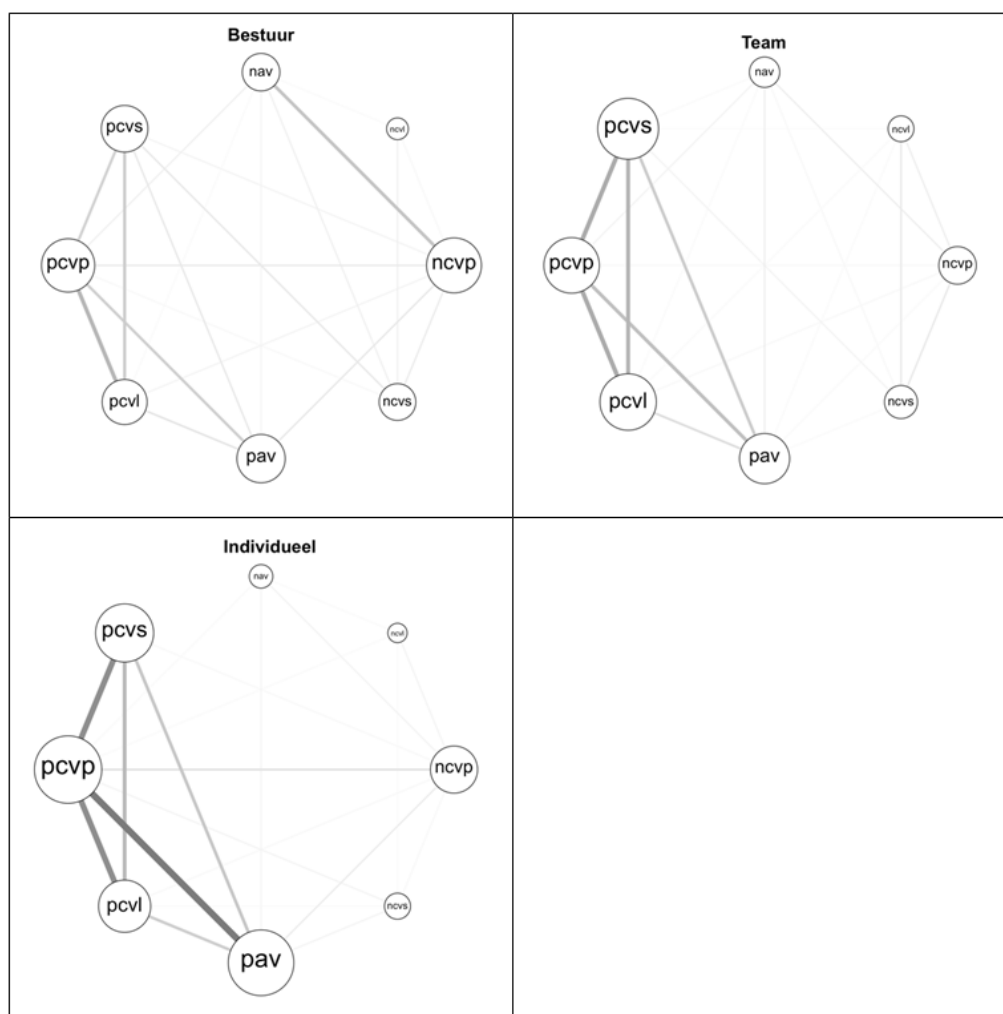 Bestuur
nav
pcvs
ncvl
pcvp
ncvp
pcvl
ncvs
pav
Team
nav
pcvs
ncvl
pcvp
ncvp
pcvl
ncvs
pav
Individueel
nav
pcvs
ncvl
pcvp
ncvp
pcvl
ncvs
pav